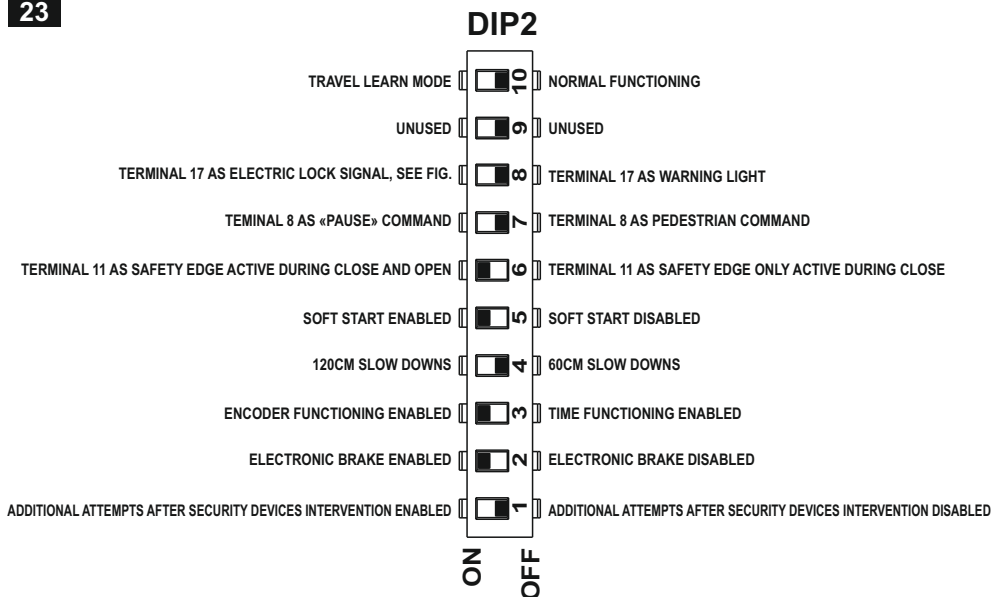 23
DIP2
TRAVEL LEARN MODE 10 NORMAL FUNCTIONING
UNUSED 9 UNUSED
TERMINAL 17 AS ELECTRIC LOCK SIGNAL, SEE FIG. 8 TERMINAL 17 AS WARNING LIGHT
TEMINAL 8 AS «PAUSE» COMMAND 7 TERMINAL 8 AS PEDESTRIAN COMMAND
TERMINAL 11 AS SAFETY EDGE ACTIVE DURING CLOSE AND OPEN 6 TERMINAL 11 AS SAFETY EDGE ONLY ACTIVE DURING CLOSE
SOFT START ENABLED 5 SOFT START DISABLED
120CM SLOW DOWNS 4 60CM SLOW DOWNS
ENCODER FUNCTIONING ENABLED 3 TIME FUNCTIONING ENABLED
ELECTRONIC BRAKE ENABLED 2 ELECTRONIC BRAKE DISABLED
ADDITIONAL ATTEMPTS AFTER SECURITY DEVICES INTERVENTION ENABLED 1 ADDITIONAL ATTEMPTS AFTER SECURITY DEVICES INTERVENTION DISABLED
ON OFF